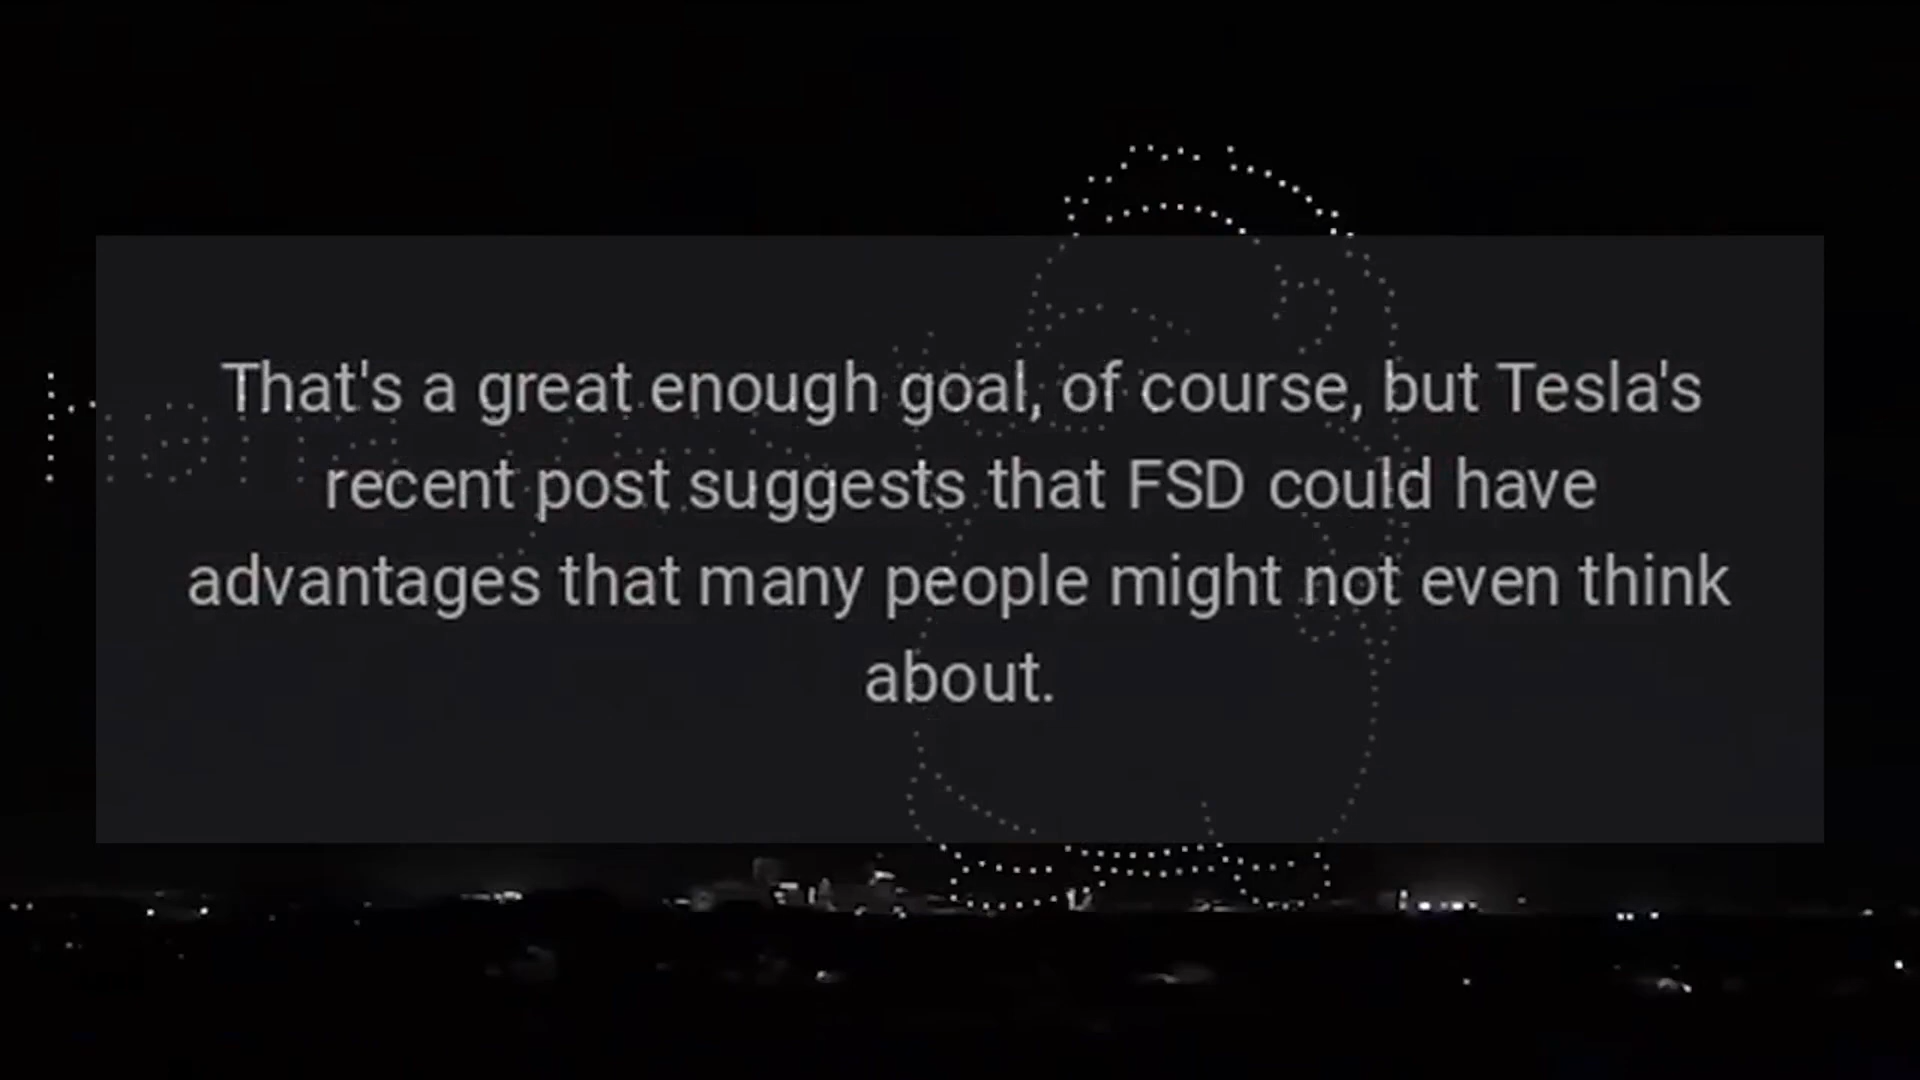 That's a great enough goal, of course, but Tesla's
recent post suggests that FSD could have
advantages that many people might not even think
about.